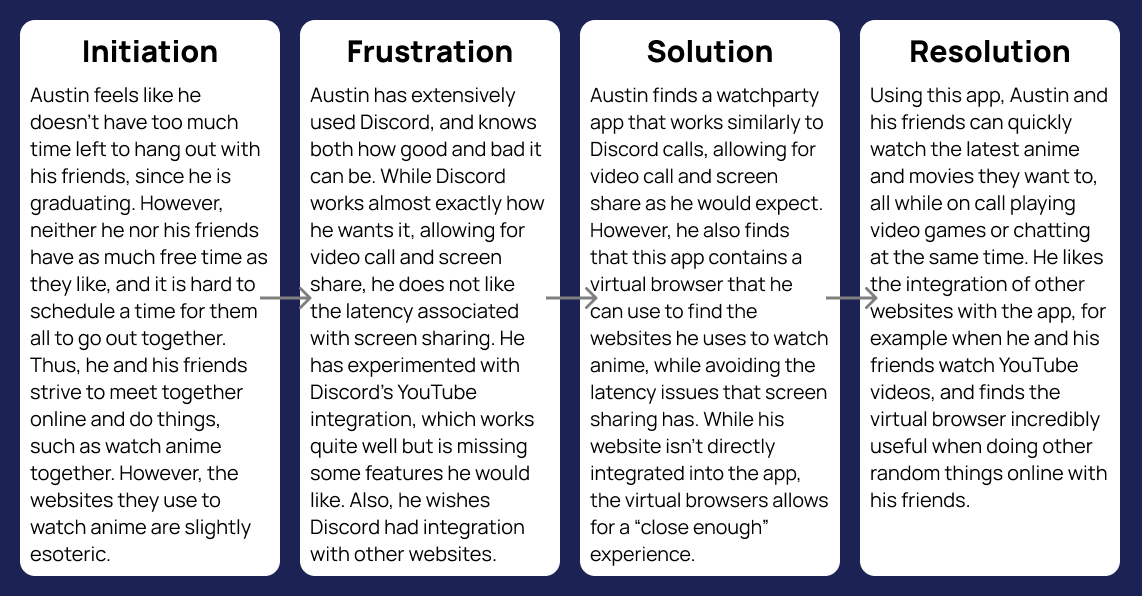 Initiation
Austin feels like he
doesn't have too much
time left to hang out with
his friends, since he is
graduating. However,
neither he nor his friends
have as much free time as
they like, and it is hard to
schedule a time for them
all to go out together.
Thus, he and his friends
strive to meet together
online and do things,
such as watch anime
together. However, the
websites they use to
watch anime are slightly
esoteric.
Frustration
Austin has extensively
used Discord, and knows
both how good and bad it
can be. While Discord
works almost exactly how
he wants it, allowing for
video call and screen
share, he does not like
the latency associated
with screen sharing. He
has experimented with
Discord's YouTube
integration, which works
quite well but is missing
some features he would
like. Also, he wishes
Discord had integration
with other websites.
Solution
Austin finds a watchparty
app that works similarly to
Discord calls, allowing for
video call and screen
share as he would expect.
However, he also finds
that this app contains a
virtual browser that he
can use to find the
websites he uses to watch
anime, while avoiding the
latency issues that screen
sharing has. While his
website isn't directly
integrated into the app,
the virtual browsers allows
for a “close enough”
experience.
Resolution
Using this app, Austin and
his friends can quickly
watch the latest anime
and movies they want to,
all while on call playing
video games or chatting
at the same time. He likes
the integration of other
websites with the app, for
example when he and his
friends watch YouTube
videos, and finds the
virtual browser incredibly
useful when doing other
random things online with
his friends.